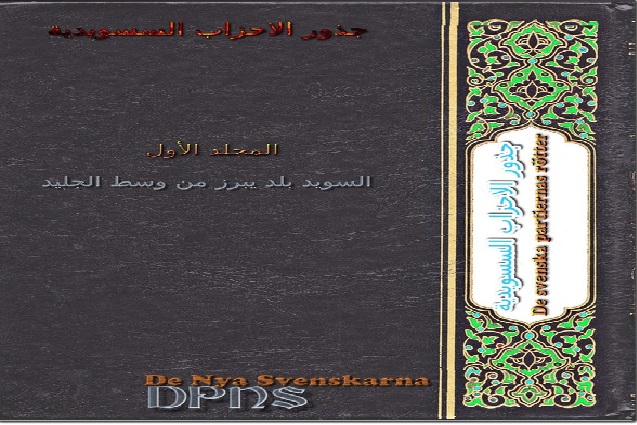 جذور الاحزاب السسويدية
المجلد الأول
السويد بلد يبرز من وسط الجليد
De Nya Svenskarna
DPNS
جذور الاحزاب السسويدية
De svenska partiernas rötter